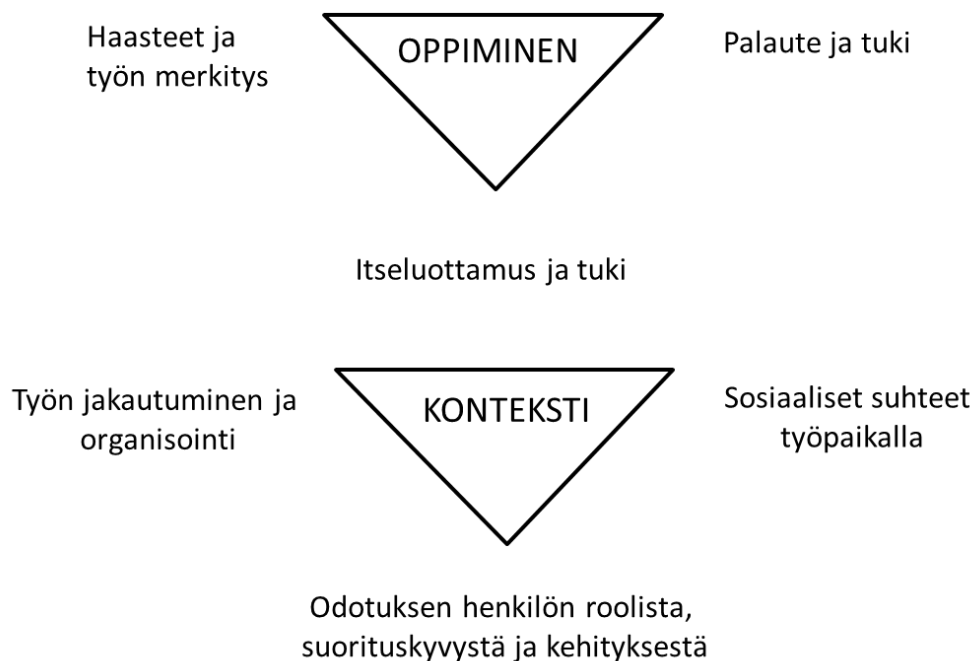 Haasteet ja
työn merkitys
OPPIMINEN
Palaute ja tuki
Itseluottamus ja tuki
Työn jakautuminen ja
organisointi
KONTEKSTI
Sosiaaliset suhteet
työpaikalla
Odotuksen henkilön roolista,
suorituskyvystä ja kehityksestä